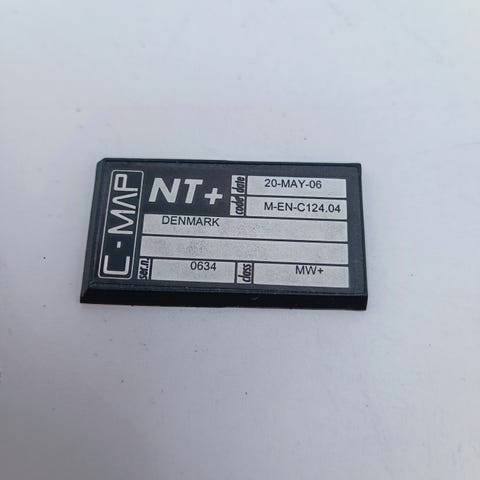 C-MAP
NT+
date 20-MAY-06
code M-EN-C124.04
DENMARK
ser.n. 0634
class MW+